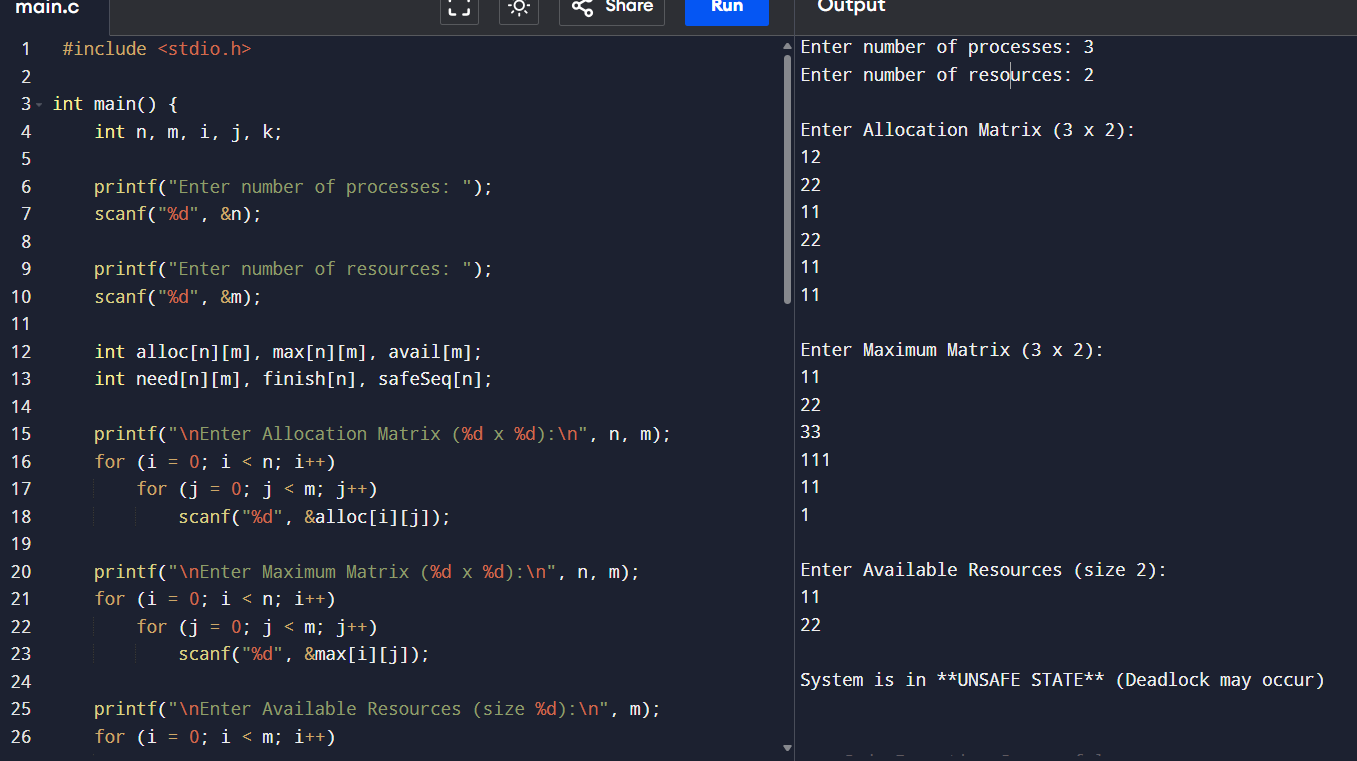 main.c
Share
Run
Output
1 #include <stdio.h>
2
3 int main() {
4     int n, m, i, j, k;
5
6     printf("Enter number of processes: ");
7     scanf("%d", &n);
8
9     printf("Enter number of resources: ");
10     scanf("%d", &m);
11
12     int alloc[n][m], max[n][m], avail[m];
13     int need[n][m], finish[n], safeSeq[n];
14
15     printf("\nEnter Allocation Matrix (%d x %d):\n", n, m);
16     for (i = 0; i < n; i++)
17         for (j = 0; j < m; j++)
18             scanf("%d", &alloc[i][j]);
19
20     printf("\nEnter Maximum Matrix (%d x %d):\n", n, m);
21     for (i = 0; i < n; i++)
22         for (j = 0; j < m; j++)
23             scanf("%d", &max[i][j]);
24
25     printf("\nEnter Available Resources (size %d):\n", m);
26     for (i = 0; i < m; i++)
Enter number of processes: 3
Enter number of resources: 2
Enter Allocation Matrix (3 x 2):
12
22
11
22
11
11
Enter Maximum Matrix (3 x 2):
11
22
33
111
11
1
Enter Available Resources (size 2):
11
22
System is in **UNSAFE STATE** (Deadlock may occur)